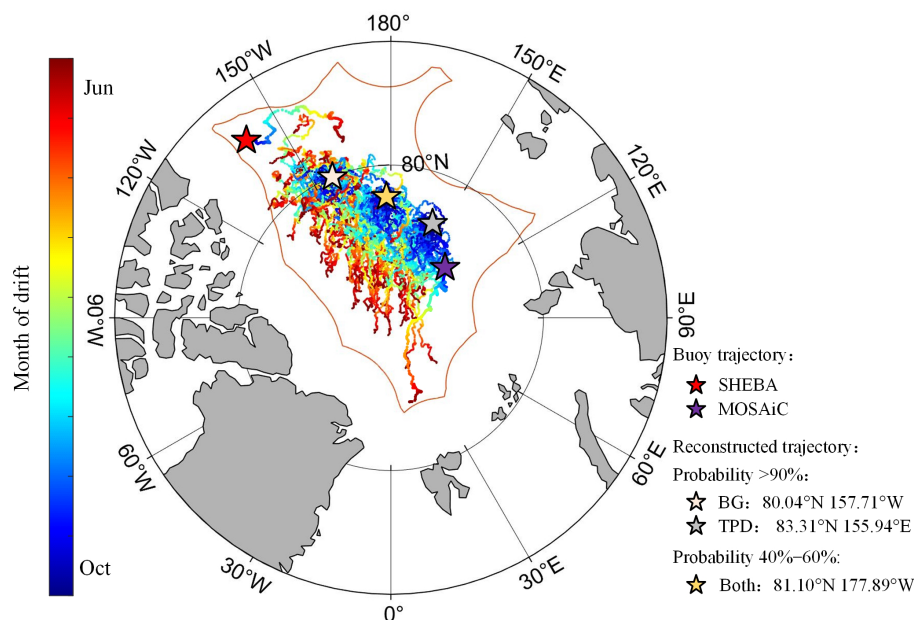 180°
150°W
150°E
120°W
120°E
80°N
90°W
90°E
60°W
60°E
30°W
30°E
0°
Jun
Month of drift
Oct
Buoy trajectory：
SHEBA
MOSAiC
Reconstructed trajectory：
Probability >90%：
BG：80.04°N 157.71°W
TPD： 83.31°N 155.94°E
Probability 40%−60%:
Both：81.10°N 177.89°W